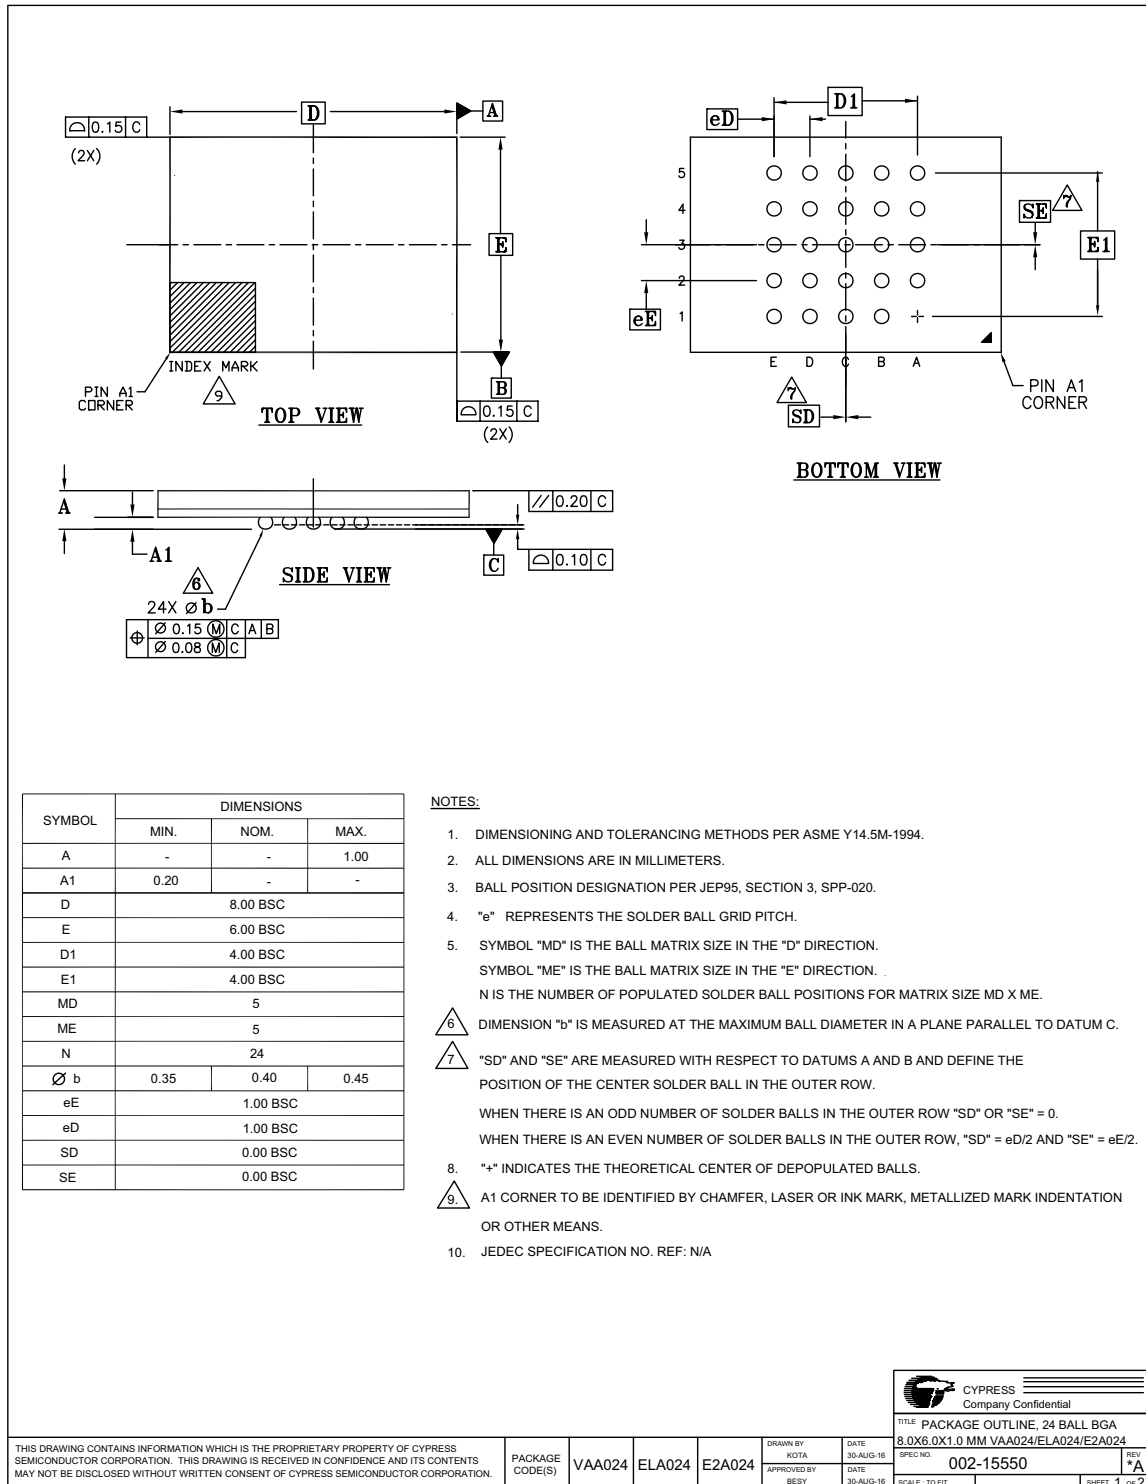 D
A
0.15 C
(2X)
E
INDEX MARK
9
PIN A1
CORNER
B
0.15 C
(2X)
TOP VIEW
D1
eD
5
4
3
2
1
SE
7
E1
eE
E D C B A
7
SD
PIN A1
CORNER
BOTTOM VIEW
A
A1
// 0.20 C
C
0.10 C
SIDE VIEW
6
24X Ø b
⌖ Ø 0.15 Ⓜ C A B
Ø 0.08 Ⓜ C
SYMBOL DIMENSIONS
MIN. NOM. MAX.
A - - 1.00
A1 0.20 - -
D 8.00 BSC
E 6.00 BSC
D1 4.00 BSC
E1 4.00 BSC
MD 5
ME 5
N 24
Ø b 0.35 0.40 0.45
eE 1.00 BSC
eD 1.00 BSC
SD 0.00 BSC
SE 0.00 BSC
NOTES:
1. DIMENSIONING AND TOLERANCING METHODS PER ASME Y14.5M-1994.
2. ALL DIMENSIONS ARE IN MILLIMETERS.
3. BALL POSITION DESIGNATION PER JEP95, SECTION 3, SPP-020.
4. "e" REPRESENTS THE SOLDER BALL GRID PITCH.
5. SYMBOL "MD" IS THE BALL MATRIX SIZE IN THE "D" DIRECTION.
SYMBOL "ME" IS THE BALL MATRIX SIZE IN THE "E" DIRECTION.
N IS THE NUMBER OF POPULATED SOLDER BALL POSITIONS FOR MATRIX SIZE MD X ME.
6 DIMENSION "b" IS MEASURED AT THE MAXIMUM BALL DIAMETER IN A PLANE PARALLEL TO DATUM C.
7 "SD" AND "SE" ARE MEASURED WITH RESPECT TO DATUMS A AND B AND DEFINE THE
POSITION OF THE CENTER SOLDER BALL IN THE OUTER ROW.
WHEN THERE IS AN ODD NUMBER OF SOLDER BALLS IN THE OUTER ROW "SD" OR "SE" = 0.
WHEN THERE IS AN EVEN NUMBER OF SOLDER BALLS IN THE OUTER ROW, "SD" = eD/2 AND "SE" = eE/2.
8. "+" INDICATES THE THEORETICAL CENTER OF DEPOPULATED BALLS.
9. A1 CORNER TO BE IDENTIFIED BY CHAMFER, LASER OR INK MARK, METALLIZED MARK INDENTATION
OR OTHER MEANS.
10. JEDEC SPECIFICATION NO. REF: N/A
CYPRESS
Company Confidential
TITLE PACKAGE OUTLINE, 24 BALL BGA
8.0X6.0X1.0 MM VAA024/ELA024/E2A024
THIS DRAWING CONTAINS INFORMATION WHICH IS THE PROPRIETARY PROPERTY OF CYPRESS
SEMICONDUCTOR CORPORATION. THIS DRAWING IS RECEIVED IN CONFIDENCE AND ITS CONTENTS
MAY NOT BE DISCLOSED WITHOUT WRITTEN CONSENT OF CYPRESS SEMICONDUCTOR CORPORATION.
PACKAGE
CODE(S)
VAA024 ELA024 E2A024
DRAWN BY
KOTA
DATE
30-AUG-16
APPROVED BY
BESY
DATE
30-AUG-16
SPEC NO.
002-15550
REV
*A
SCALE : TO FIT
SHEET 1 OF 2